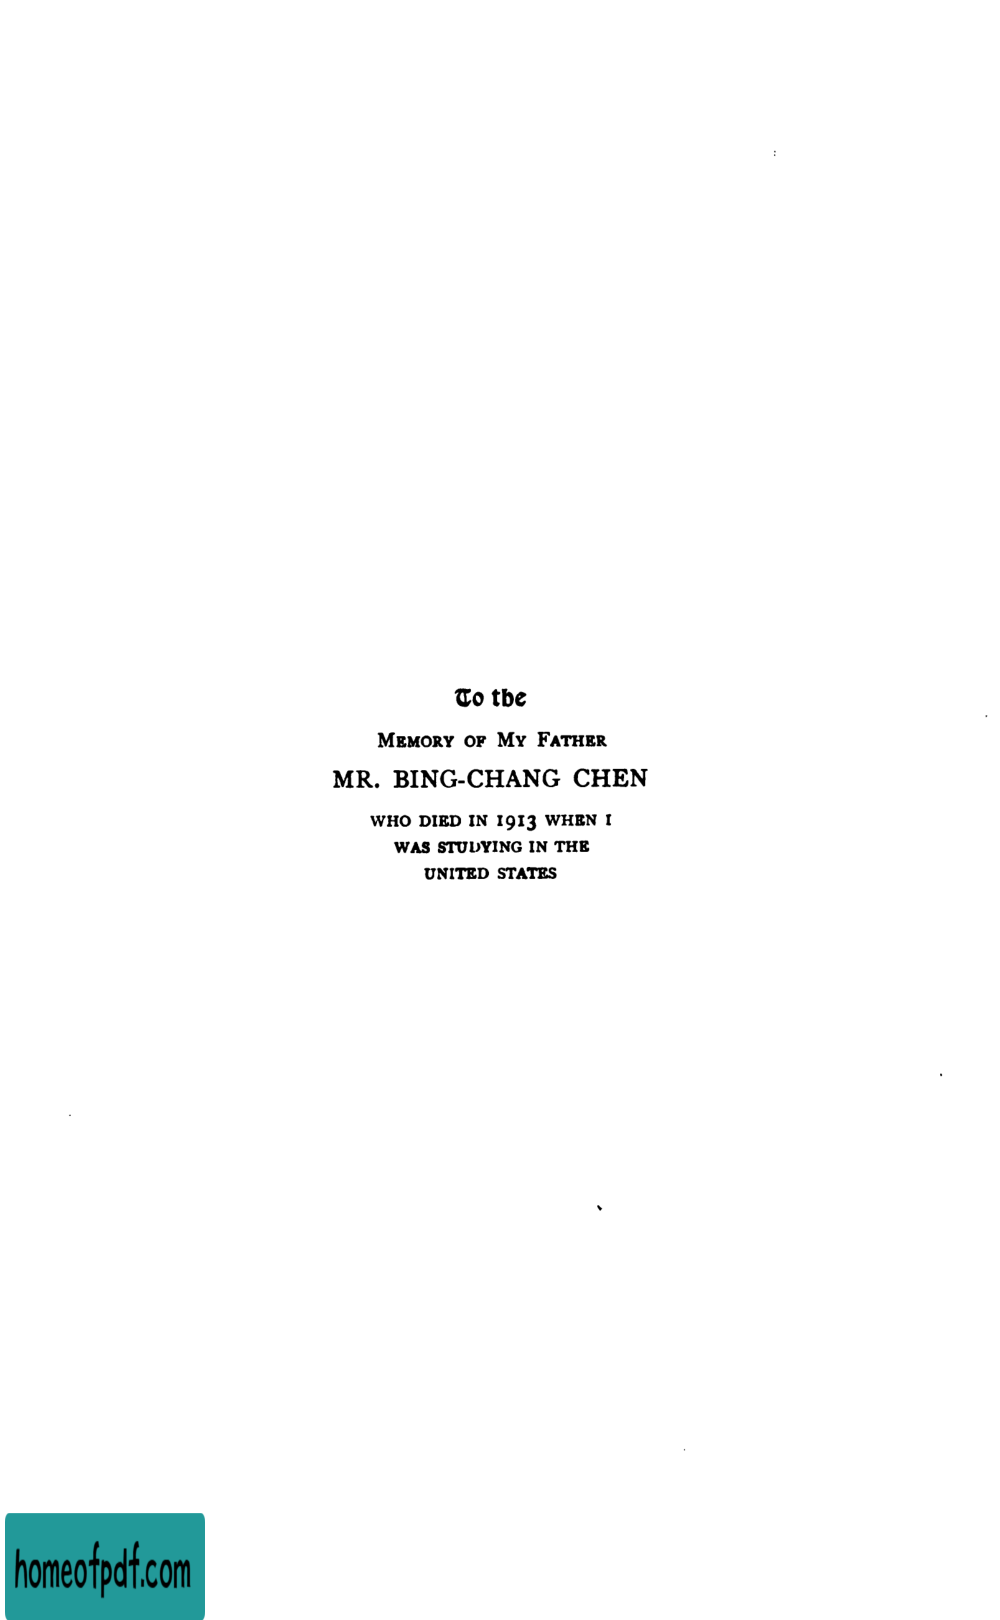 To the
MEMORY OF MY FATHER
MR. BING-CHANG CHEN
WHO DIED IN 1913 WHEN I
WAS STUDYING IN THE
UNITED STATES
homeofpdf.com